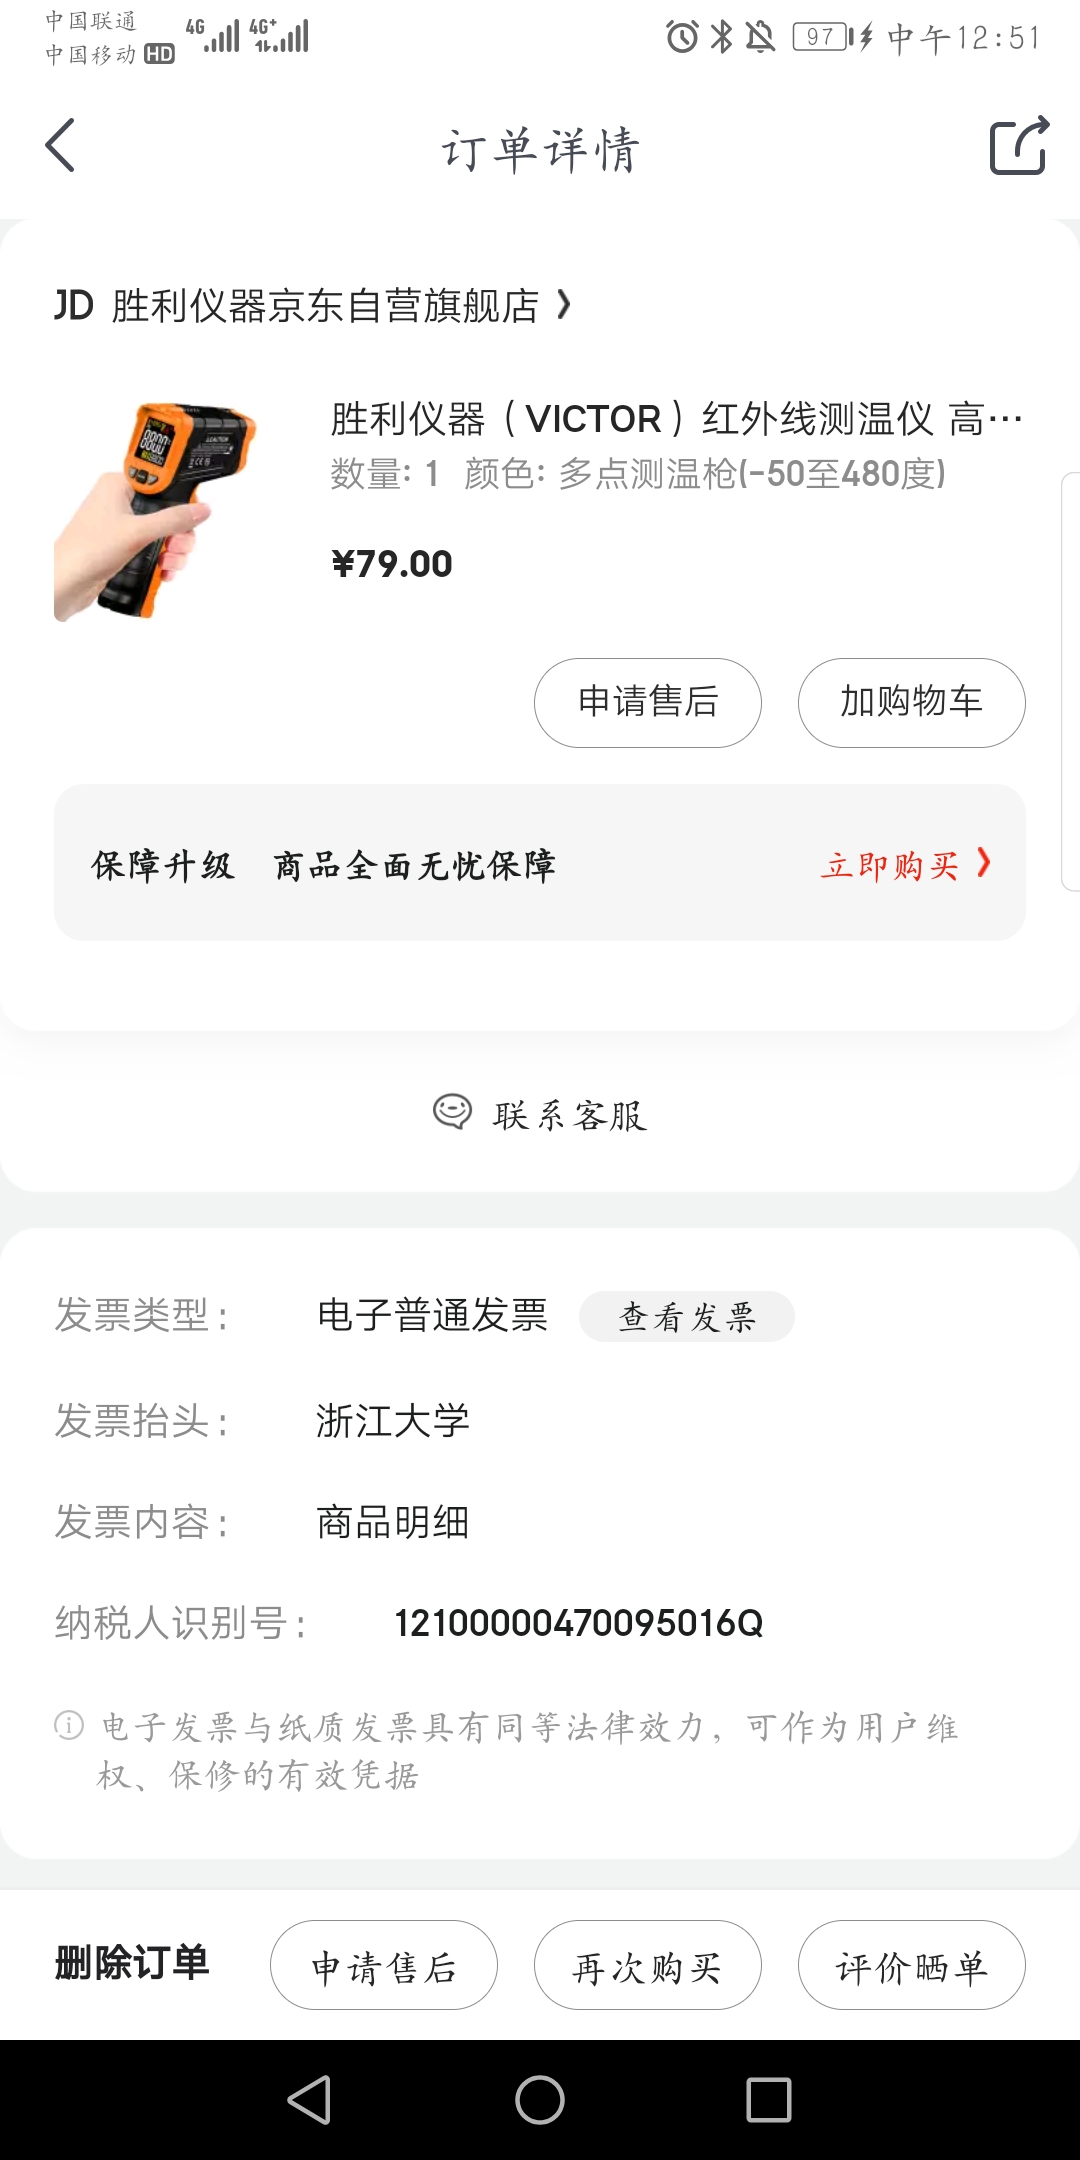 中国联通
中国移动 HD 4G 4G+ 97 中午12:51
订单详情
JD 胜利仪器京东自营旗舰店
胜利仪器（VICTOR）红外线测温仪 高…
数量: 1 颜色: 多点测温枪(-50至480度)
¥79.00
申请售后 加购物车
保障升级 商品全面无忧保障 立即购买
联系客服
发票类型: 电子普通发票 查看发票
发票抬头: 浙江大学
发票内容: 商品明细
纳税人识别号: 12100000470095016Q
电子发票与纸质发票具有同等法律效力，可作为用户维
权、保修的有效凭据
删除订单 申请售后 再次购买 评价晒单